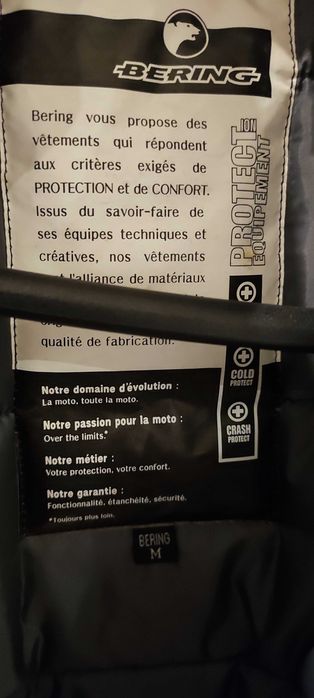 BERING
Bering vous propose des
vêtements qui répondent
aux critères exigés de
PROTECTION et de CONFORT.
Issus du savoir-faire de
ses équipes techniques et
créatives, nos vêtements
l'alliance de matériaux
qualité de fabrication.
PROTECTION
EQUIPEMENT
COLD
PROTECT
CRASH
PROTECT
Notre domaine d'évolution :
La moto, toute la moto.
Notre passion pour la moto :
Over the limits.*
Notre métier :
Votre protection, votre confort.
Notre garantie :
Fonctionnalité, étanchéité, sécurité.
*Toujours plus loin.
BERING
M